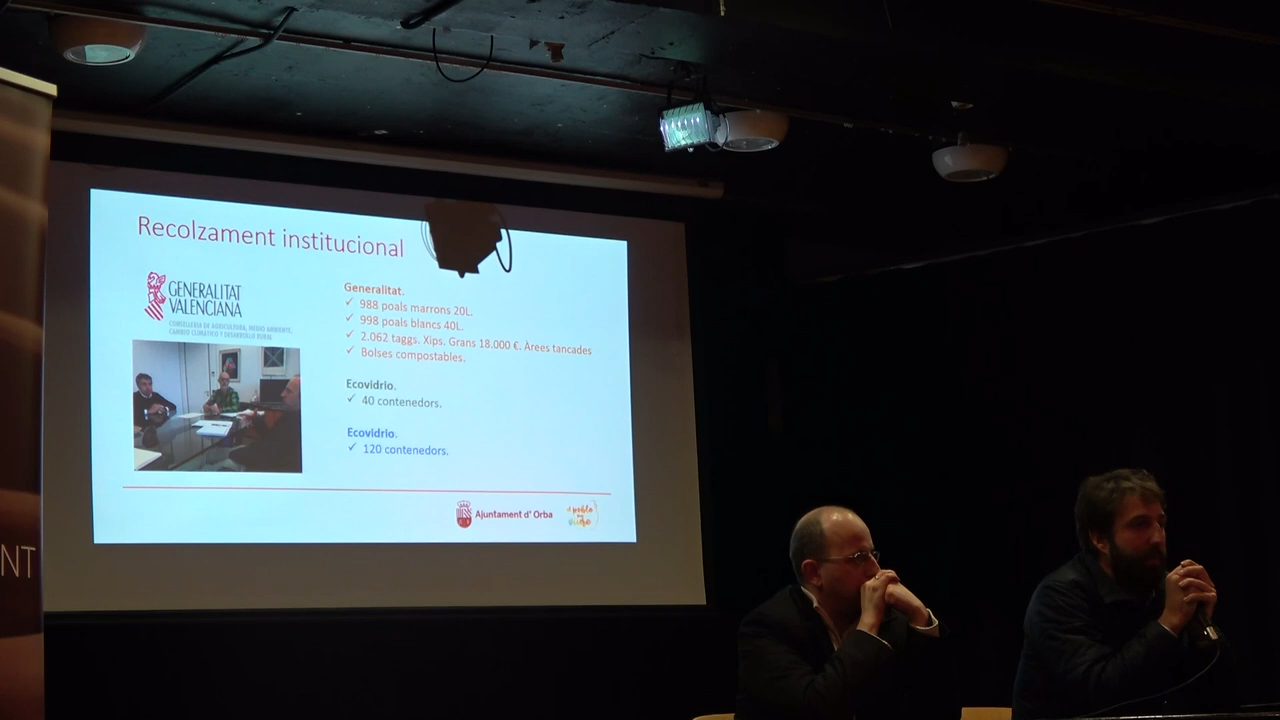 Recolzament institucional
GENERALITAT
VALENCIANA
CONSELLERIA DE AGRICULTURA, MEDIO AMBIENTE,
CAMBIO CLIMÁTICO Y DESARROLLO RURAL
Generalitat.
✓ 988 poals marrons 20L.
✓ 998 poals blancs 40L.
✓ 2.062 taggs. Xips. Grans 18.000 €. Àrees tancades
✓ Bolses compostables.
Ecovidrio.
✓ 40 contenedors.
Ecovidrio.
✓ 120 contenedors.
Ajuntament d' Orba
el poble
NT